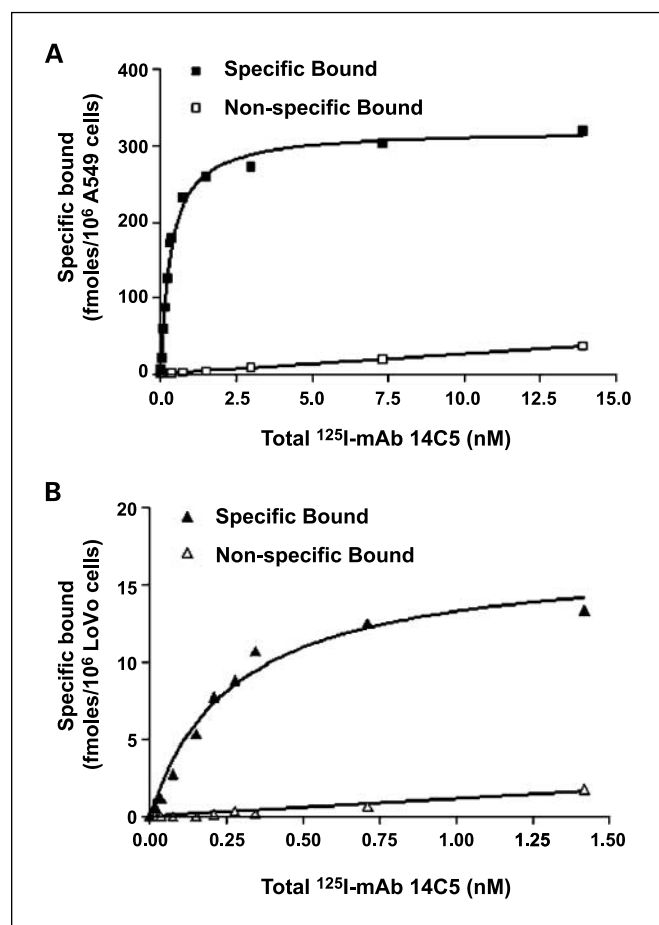 A
Specific Bound
Non-specific Bound
400
300
200
100
0
Specific bound
(fmoles/10⁶ A549 cells)
0.0 2.5 5.0 7.5 10.0 12.5 15.0
Total ¹²⁵I-mAb 14C5 (nM)
B
Specific Bound
Non-specific Bound
20
15
10
5
0
Specific bound
(fmoles/10⁶ LoVo cells)
0.00 0.25 0.50 0.75 1.00 1.25 1.50
Total ¹²⁵I-mAb 14C5 (nM)